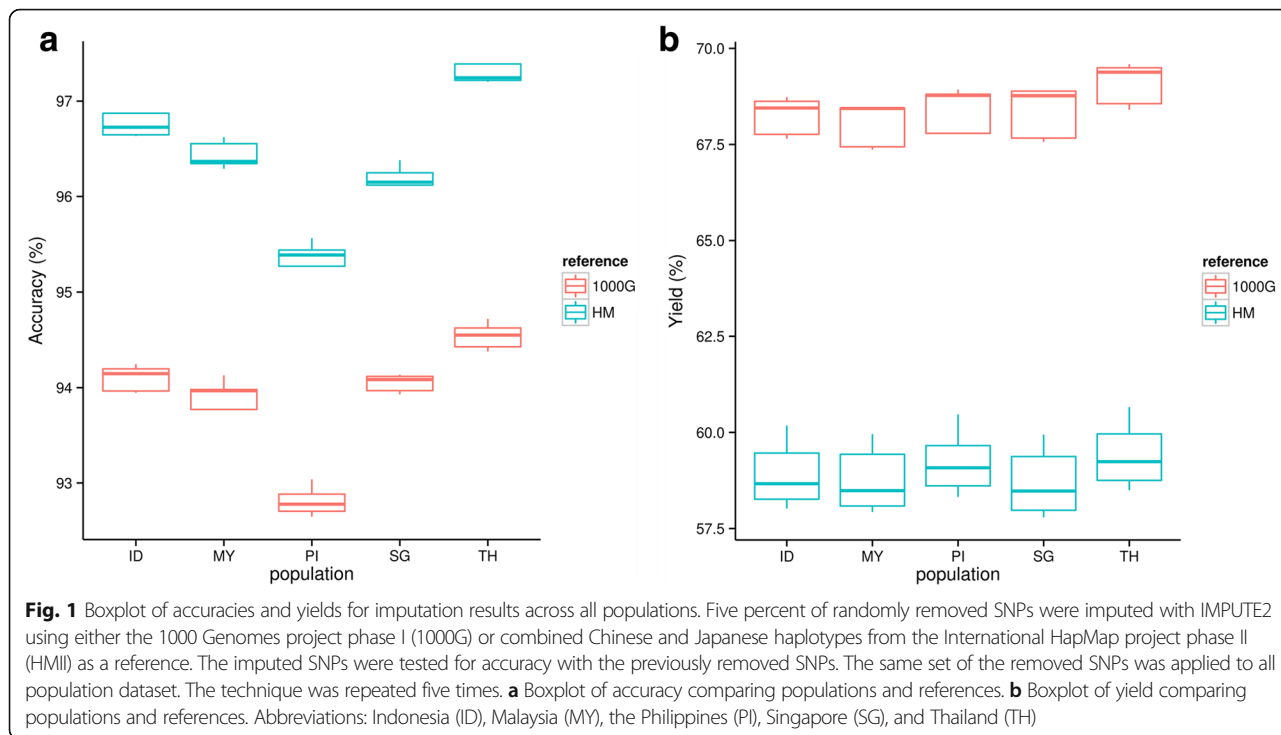 a
97
96
95
94
93
Accuracy (%)
ID MY PI SG TH
population
reference
1000G
HM
b
70.0
67.5
65.0
62.5
60.0
57.5
Yield (%)
ID MY PI SG TH
population
reference
1000G
HM
Fig. 1 Boxplot of accuracies and yields for imputation results across all populations. Five percent of randomly removed SNPs were imputed with IMPUTE2
using either the 1000 Genomes project phase I (1000G) or combined Chinese and Japanese haplotypes from the International HapMap project phase II
(HMII) as a reference. The imputed SNPs were tested for accuracy with the previously removed SNPs. The same set of the removed SNPs was applied to all
population dataset. The technique was repeated five times. a Boxplot of accuracy comparing populations and references. b Boxplot of yield comparing
populations and references. Abbreviations: Indonesia (ID), Malaysia (MY), the Philippines (PI), Singapore (SG), and Thailand (TH)